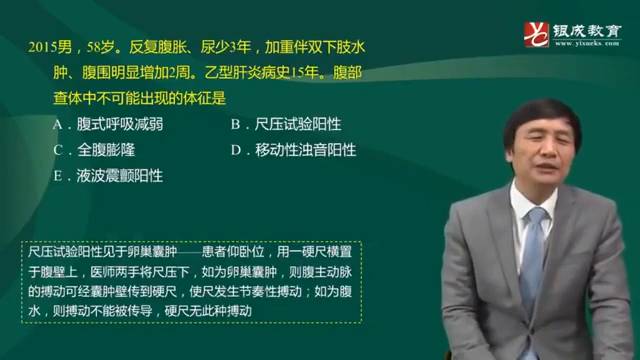 银成教育
www.yixueks.com
2015男，58岁。反复腹胀、尿少3年，加重伴双下肢水
肿、腹围明显增加2周。乙型肝炎病史15年。腹部
查体中不可能出现的体征是
A．腹式呼吸减弱 B．尺压试验阳性
C．全腹膨隆 D．移动性浊音阳性
E．液波震颤阳性
尺压试验阳性见于卵巢囊肿——患者仰卧位，用一硬尺横置
于腹壁上，医师两手将尺压下，如为卵巢囊肿，则腹主动脉
的搏动可经囊肿壁传到硬尺，使尺发生节奏性搏动；如为腹
水，则搏动不能被传导，硬尺无此种搏动